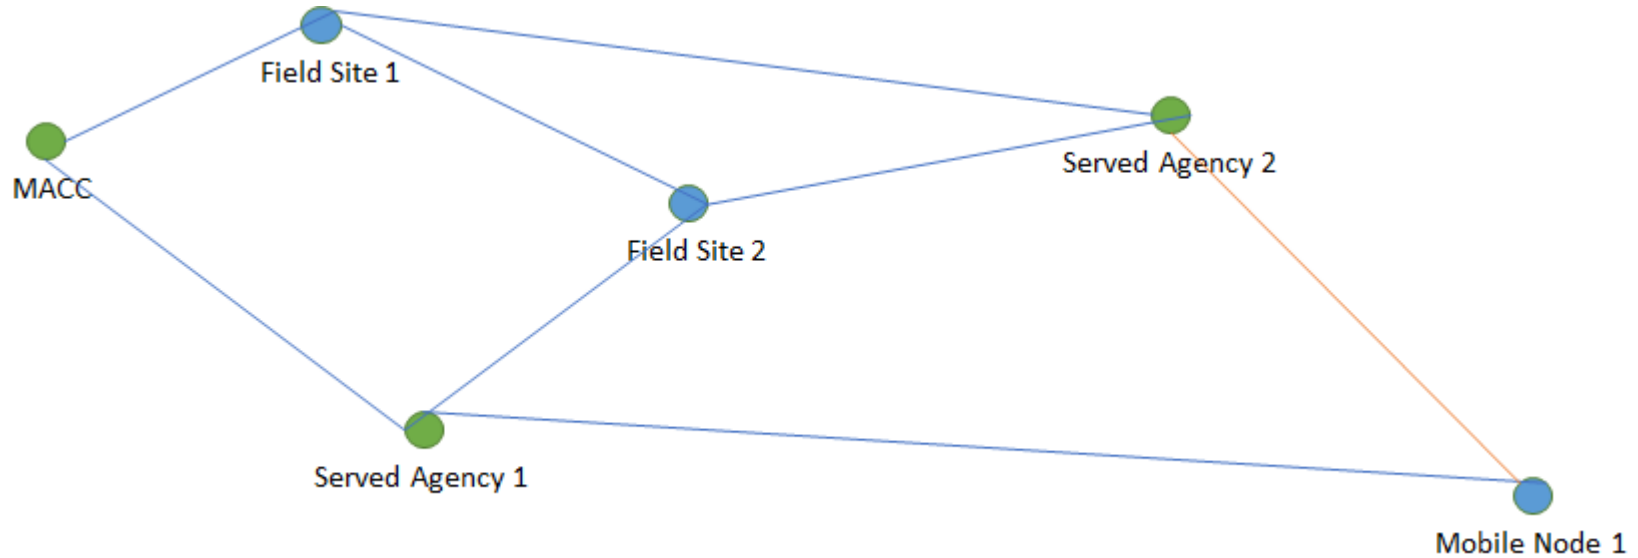 Field Site 1
MACC
Served Agency 2
Field Site 2
Served Agency 1
Mobile Node 1